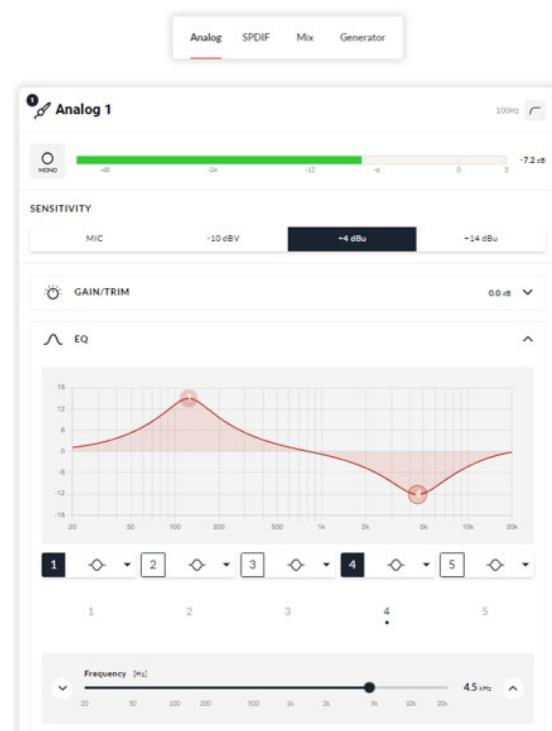 Analog SPDIF Mix Generator
1 Analog 1 100Hz
MONO -48 -24 -12 -6 0 3 -7.2 dB
SENSITIVITY
MIC -10 dBV +4 dBu +14 dBu
GAIN/TRIM 0.0 dB
EQ
18
12
6
0
-6
-12
-18
20 50 100 200 500 1k 2k 5k 10k 20k
1 2 3 4 5
1 2 3 4 5
Frequency [Hz]
4.5 kHz
20 50 100 200 500 1k 2k 5k 10k 20k